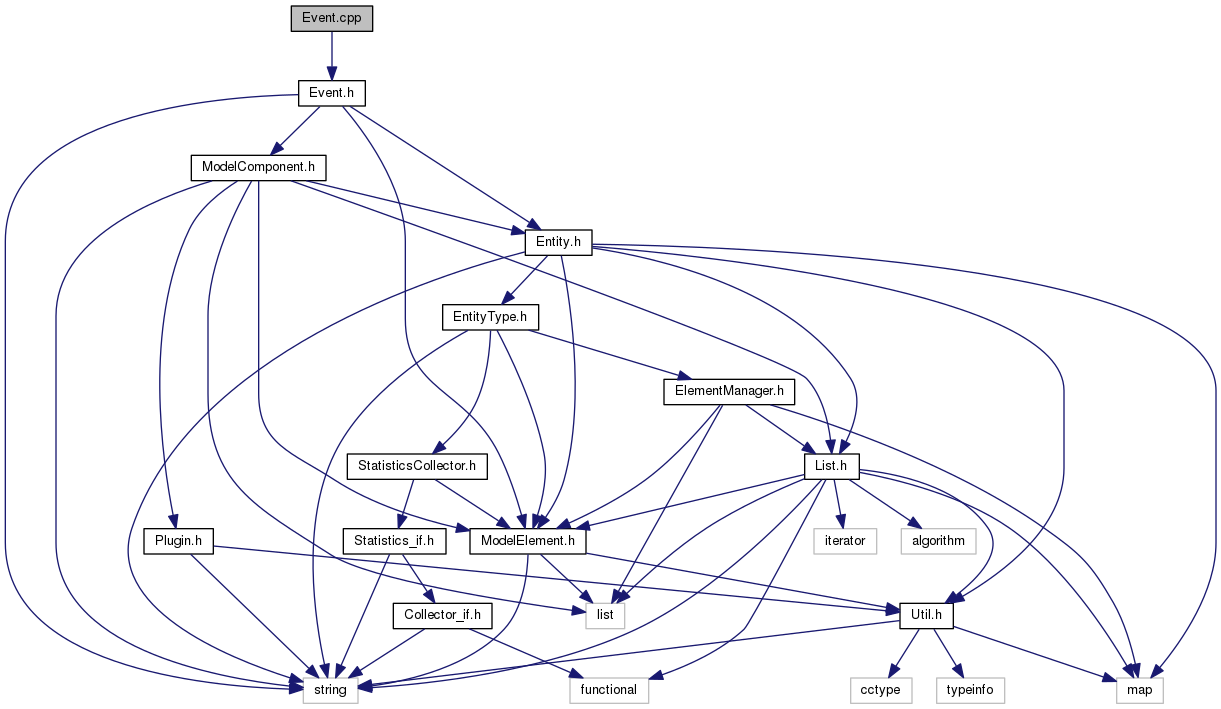 Event.cpp
Event.h
ModelComponent.h
Entity.h
EntityType.h
ElementManager.h
StatisticsCollector.h
List.h
Plugin.h
Statistics_if.h
ModelElement.h
iterator
algorithm
Collector_if.h
list
Util.h
string
functional
cctype
typeinfo
map